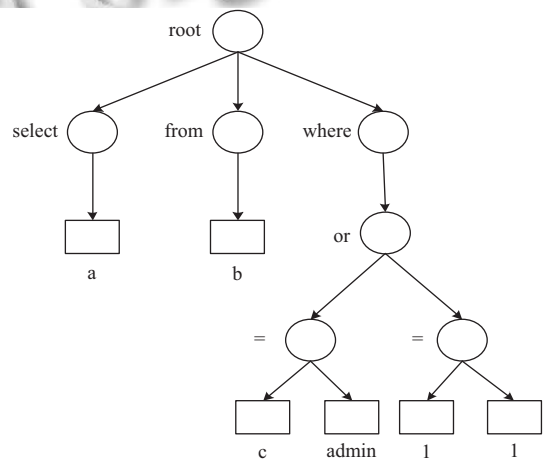 root
select from where
a b or
= =
c admin 1 1